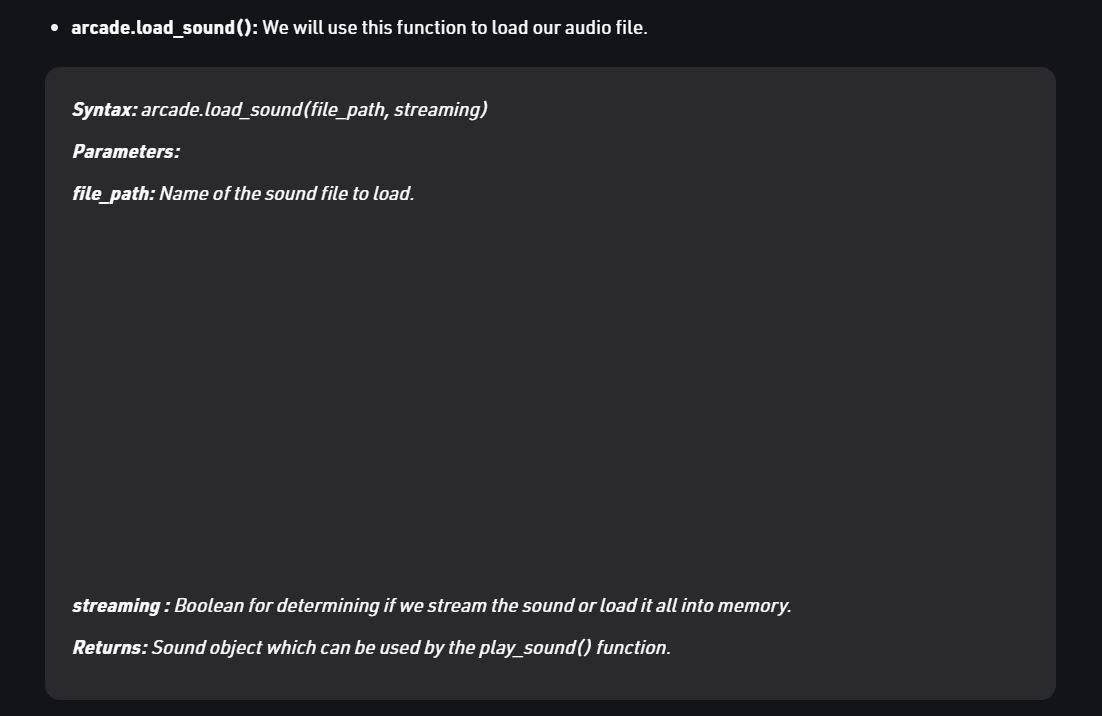 • arcade.load_sound(): We will use this function to load our audio file.
Syntax: arcade.load_sound(file_path, streaming)
Parameters:
file_path: Name of the sound file to load.
streaming : Boolean for determining if we stream the sound or load it all into memory.
Returns: Sound object which can be used by the play_sound() function.